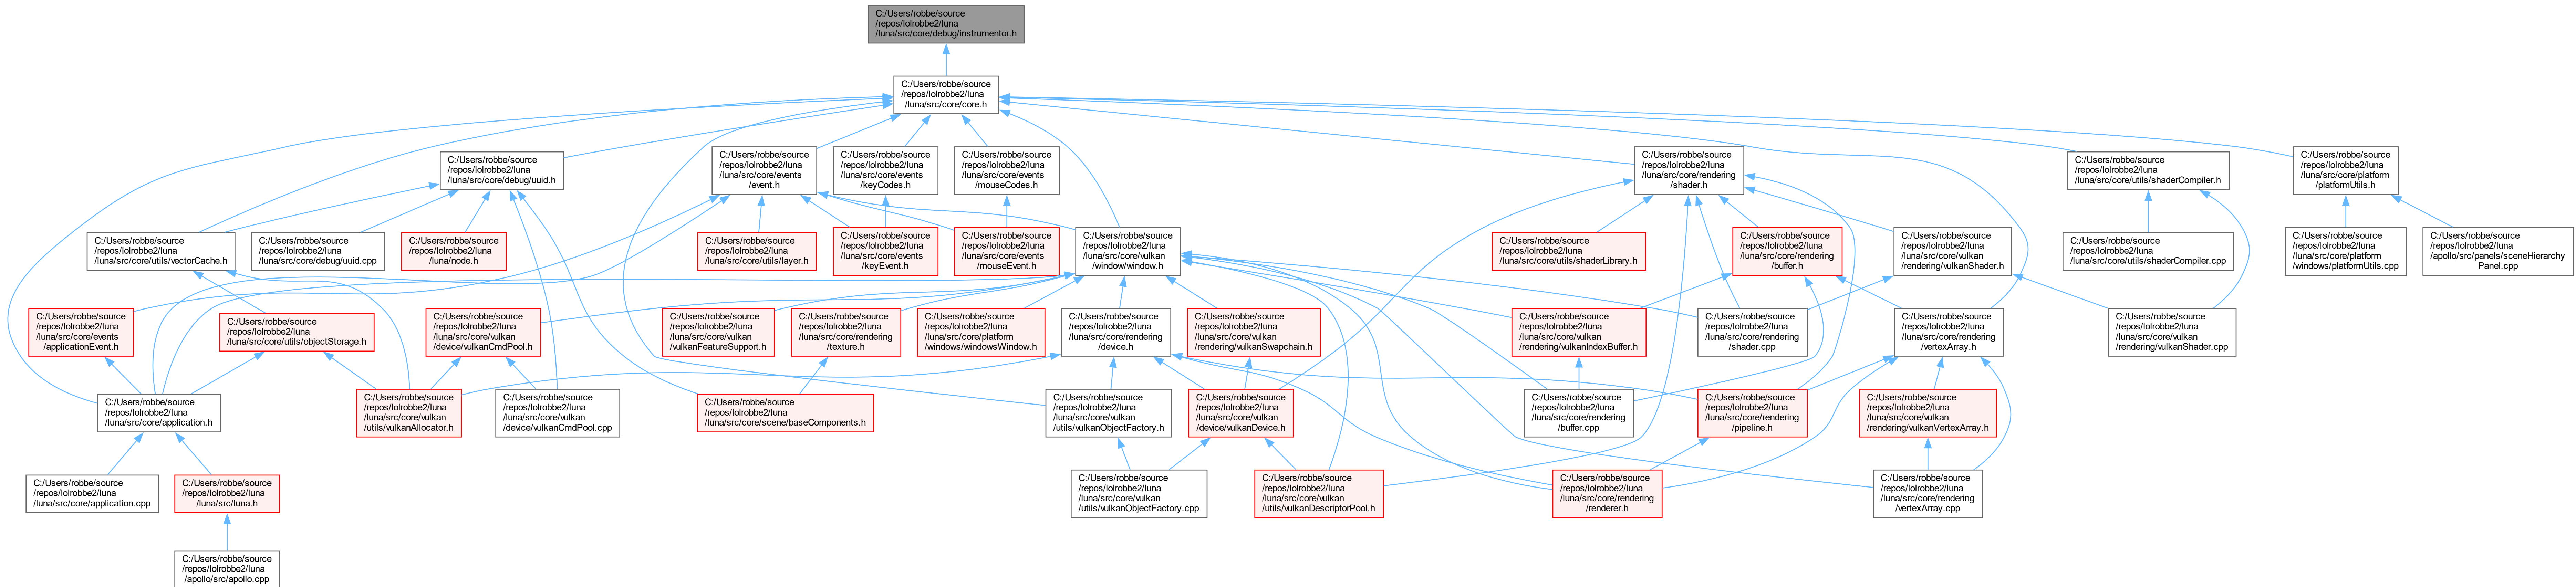 C:/Users/robbe/source
/repos/lolrobbe2/luna
/luna/src/core/debug/instrumentor.h
C:/Users/robbe/source
/repos/lolrobbe2/luna
/luna/src/core/core.h
C:/Users/robbe/source
/repos/lolrobbe2/luna
/luna/src/core/debug/uuid.h
C:/Users/robbe/source
/repos/lolrobbe2/luna
/luna/src/core/events
/event.h
C:/Users/robbe/source
/repos/lolrobbe2/luna
/luna/src/core/events
/keyCodes.h
C:/Users/robbe/source
/repos/lolrobbe2/luna
/luna/src/core/events
/mouseCodes.h
C:/Users/robbe/source
/repos/lolrobbe2/luna
/luna/src/core/rendering
/shader.h
C:/Users/robbe/source
/repos/lolrobbe2/luna
/luna/src/core/utils/shaderCompiler.h
C:/Users/robbe/source
/repos/lolrobbe2/luna
/luna/src/core/platform
/platformUtils.h
C:/Users/robbe/source
/repos/lolrobbe2/luna
/luna/src/core/utils/vectorCache.h
C:/Users/robbe/source
/repos/lolrobbe2/luna
/luna/src/core/debug/uuid.cpp
C:/Users/robbe/source
/repos/lolrobbe2/luna
/luna/node.h
C:/Users/robbe/source
/repos/lolrobbe2/luna
/luna/src/core/utils/layer.h
C:/Users/robbe/source
/repos/lolrobbe2/luna
/luna/src/core/events
/keyEvent.h
C:/Users/robbe/source
/repos/lolrobbe2/luna
/luna/src/core/events
/mouseEvent.h
C:/Users/robbe/source
/repos/lolrobbe2/luna
/luna/src/core/vulkan
/window/window.h
C:/Users/robbe/source
/repos/lolrobbe2/luna
/luna/src/core/utils/shaderLibrary.h
C:/Users/robbe/source
/repos/lolrobbe2/luna
/luna/src/core/rendering
/buffer.h
C:/Users/robbe/source
/repos/lolrobbe2/luna
/luna/src/core/vulkan
/rendering/vulkanShader.h
C:/Users/robbe/source
/repos/lolrobbe2/luna
/luna/src/core/utils/shaderCompiler.cpp
C:/Users/robbe/source
/repos/lolrobbe2/luna
/luna/src/core/platform
/windows/platformUtils.cpp
C:/Users/robbe/source
/repos/lolrobbe2/luna
/apollo/src/panels/sceneHierarchy
Panel.cpp
C:/Users/robbe/source
/repos/lolrobbe2/luna
/luna/src/core/events
/applicationEvent.h
C:/Users/robbe/source
/repos/lolrobbe2/luna
/luna/src/core/utils/objectStorage.h
C:/Users/robbe/source
/repos/lolrobbe2/luna
/luna/src/core/vulkan
/device/vulkanCmdPool.h
C:/Users/robbe/source
/repos/lolrobbe2/luna
/luna/src/core/vulkan
/vulkanFeatureSupport.h
C:/Users/robbe/source
/repos/lolrobbe2/luna
/luna/src/core/rendering
/texture.h
C:/Users/robbe/source
/repos/lolrobbe2/luna
/luna/src/core/platform
/windows/windowsWindow.h
C:/Users/robbe/source
/repos/lolrobbe2/luna
/luna/src/core/rendering
/device.h
C:/Users/robbe/source
/repos/lolrobbe2/luna
/luna/src/core/vulkan
/rendering/vulkanSwapchain.h
C:/Users/robbe/source
/repos/lolrobbe2/luna
/luna/src/core/vulkan
/rendering/vulkanIndexBuffer.h
C:/Users/robbe/source
/repos/lolrobbe2/luna
/luna/src/core/rendering
/shader.cpp
C:/Users/robbe/source
/repos/lolrobbe2/luna
/luna/src/core/rendering
/vertexArray.h
C:/Users/robbe/source
/repos/lolrobbe2/luna
/luna/src/core/vulkan
/rendering/vulkanShader.cpp
C:/Users/robbe/source
/repos/lolrobbe2/luna
/luna/src/core/application.h
C:/Users/robbe/source
/repos/lolrobbe2/luna
/luna/src/core/vulkan
/utils/vulkanAllocator.h
C:/Users/robbe/source
/repos/lolrobbe2/luna
/luna/src/core/vulkan
/device/vulkanCmdPool.cpp
C:/Users/robbe/source
/repos/lolrobbe2/luna
/luna/src/core/scene/baseComponents.h
C:/Users/robbe/source
/repos/lolrobbe2/luna
/luna/src/core/vulkan
/utils/vulkanObjectFactory.h
C:/Users/robbe/source
/repos/lolrobbe2/luna
/luna/src/core/vulkan
/device/vulkanDevice.h
C:/Users/robbe/source
/repos/lolrobbe2/luna
/luna/src/core/rendering
/buffer.cpp
C:/Users/robbe/source
/repos/lolrobbe2/luna
/luna/src/core/rendering
/pipeline.h
C:/Users/robbe/source
/repos/lolrobbe2/luna
/luna/src/core/vulkan
/rendering/vulkanVertexArray.h
C:/Users/robbe/source
/repos/lolrobbe2/luna
/luna/src/core/application.cpp
C:/Users/robbe/source
/repos/lolrobbe2/luna
/luna/src/luna.h
C:/Users/robbe/source
/repos/lolrobbe2/luna
/luna/src/core/vulkan
/utils/vulkanObjectFactory.cpp
C:/Users/robbe/source
/repos/lolrobbe2/luna
/luna/src/core/vulkan
/utils/vulkanDescriptorPool.h
C:/Users/robbe/source
/repos/lolrobbe2/luna
/luna/src/core/rendering
/renderer.h
C:/Users/robbe/source
/repos/lolrobbe2/luna
/luna/src/core/rendering
/vertexArray.cpp
C:/Users/robbe/source
/repos/lolrobbe2/luna
/apollo/src/apollo.cpp